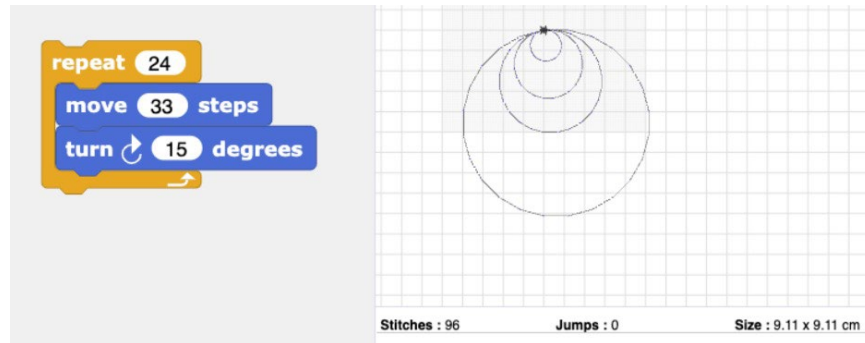 repeat 24
move 33 steps
turn 15 degrees
Stitches : 96 Jumps : 0 Size : 9.11 x 9.11 cm